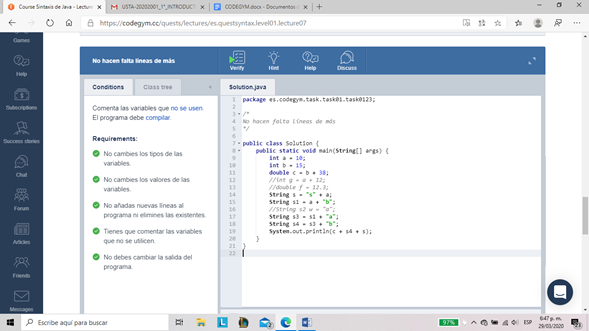 Course Sintaxis de Java - Lecture
USTA-20202001_1°_INTRODUCT
CODEGYM.docx - Documentos d
https://codegym.cc/quests/lectures/es.questsyntax.level01.lecture07
Games
Help
Subscriptions
Success stories
Chat
Forum
Articles
Friends
Messages
No hacen falta líneas de más
Verify
Hint
Help
Discuss
Conditions
Class tree
Comenta las variables que no se usen.
El programa debe compilar.
Requirements:
No cambies los tipos de las
variables.
No cambies los valores de las
variables.
No añadas nuevas líneas al
programa ni elimines las existentes.
Tienes que comentar las variables
que no se utilicen.
No debes cambiar la salida del
programa.
Solution.java
1 package es.codegym.task.task01.task0123;
2
3 /*
4 No hacen falta líneas de más
5 */
6
7 public class Solution {
8 public static void main(String[] args) {
9 int a = 10;
10 int b = 15;
11 double c = b + 38;
12 //int g = a + 12;
13 //double f = 12.3;
14 String s = "s" + a;
15 String s1 = a + "b";
16 //String s2 w = "a";
17 String s3 = s1 + "a";
18 String s4 = s3 + "b";
19 System.out.println(c + s4 + s);
20 }
21 }
22
Escribe aquí para buscar
97%
ESP
6:47 p. m.
29/03/2020